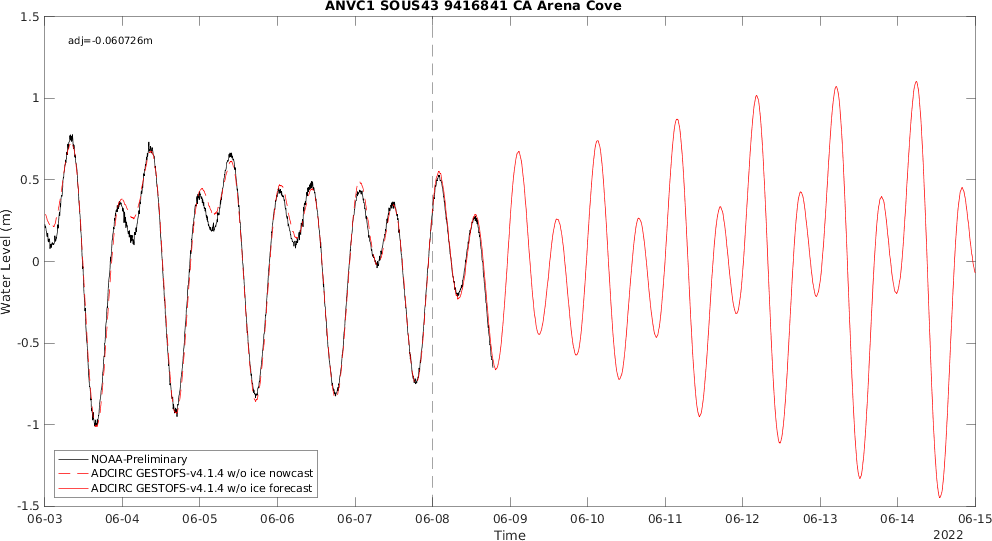 ANVC1 SOUS43 9416841 CA Arena Cove
adj=-0.060726m
1.5
1
0.5
0
-0.5
-1
-1.5
Water Level (m)
NOAA-Preliminary
ADCIRC GESTOFS-v4.1.4 w/o ice nowcast
ADCIRC GESTOFS-v4.1.4 w/o ice forecast
06-03 06-04 06-05 06-06 06-07 06-08 06-09 06-10 06-11 06-12 06-13 06-14 06-15
Time
2022